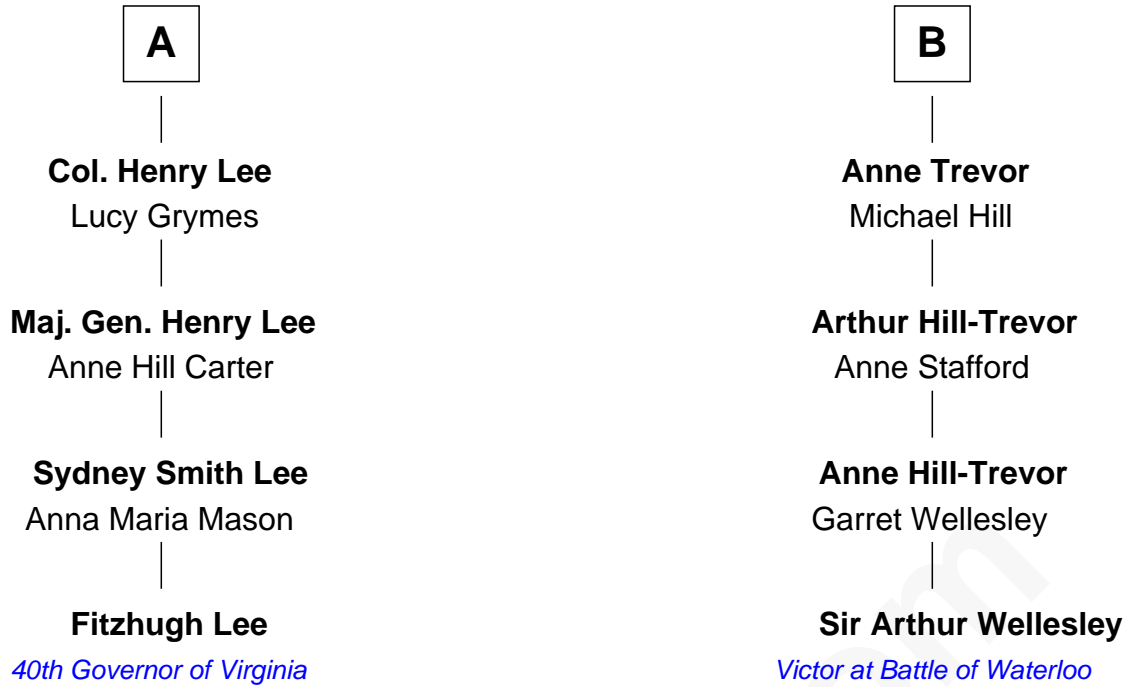 A
Col. Henry Lee
Lucy Grymes
Maj. Gen. Henry Lee
Anne Hill Carter
Sydney Smith Lee
Anna Maria Mason
Fitzhugh Lee
40th Governor of Virginia
B
Anne Trevor
Michael Hill
Arthur Hill-Trevor
Anne Stafford
Anne Hill-Trevor
Garret Wellesley
Sir Arthur Wellesley
Victor at Battle of Waterloo